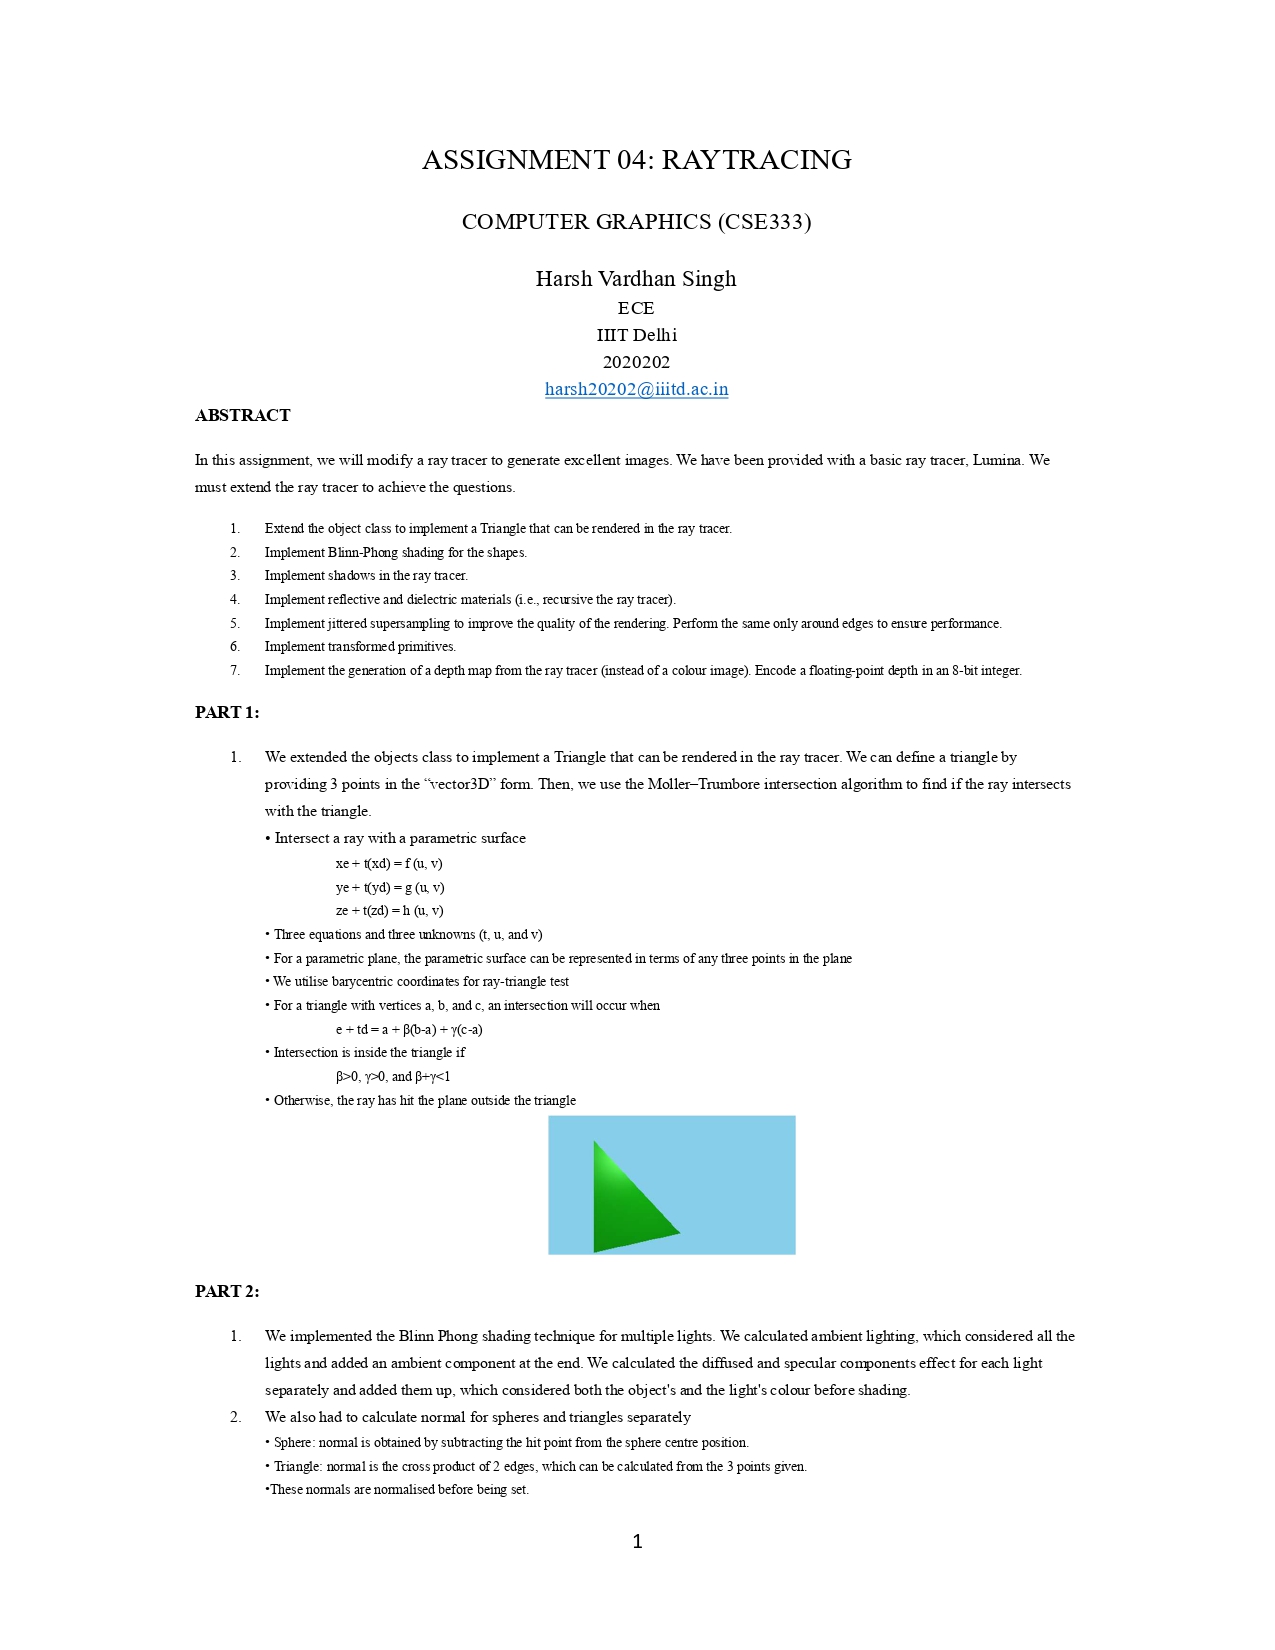 ASSIGNMENT 04: RAYTRACING
COMPUTER GRAPHICS (CSE333)
Harsh Vardhan Singh
ECE
IIIT Delhi
2020202
harsh20202@iiitd.ac.in
ABSTRACT
In this assignment, we will modify a ray tracer to generate excellent images. We have been provided with a basic ray tracer, Lumina. We
must extend the ray tracer to achieve the questions.
1. Extend the object class to implement a Triangle that can be rendered in the ray tracer.
2. Implement Blinn-Phong shading for the shapes.
3. Implement shadows in the ray tracer.
4. Implement reflective and dielectric materials (i.e., recursive the ray tracer).
5. Implement jittered supersampling to improve the quality of the rendering. Perform the same only around edges to ensure performance.
6. Implement transformed primitives.
7. Implement the generation of a depth map from the ray tracer (instead of a colour image). Encode a floating-point depth in an 8-bit integer.
PART 1:
1. We extended the objects class to implement a Triangle that can be rendered in the ray tracer. We can define a triangle by
providing 3 points in the “vector3D” form. Then, we use the Moller–Trumbore intersection algorithm to find if the ray intersects
with the triangle.
• Intersect a ray with a parametric surface
xe + t(xd) = f (u, v)
ye + t(yd) = g (u, v)
ze + t(zd) = h (u, v)
• Three equations and three unknowns (t, u, and v)
• For a parametric plane, the parametric surface can be represented in terms of any three points in the plane
• We utilise barycentric coordinates for ray-triangle test
• For a triangle with vertices a, b, and c, an intersection will occur when
e + td = a + β(b-a) + γ(c-a)
• Intersection is inside the triangle if
β>0, γ>0, and β+γ<1
• Otherwise, the ray has hit the plane outside the triangle
PART 2:
1. We implemented the Blinn Phong shading technique for multiple lights. We calculated ambient lighting, which considered all the
lights and added an ambient component at the end. We calculated the diffused and specular components effect for each light
separately and added them up, which considered both the object's and the light's colour before shading.
2. We also had to calculate normal for spheres and triangles separately
• Sphere: normal is obtained by subtracting the hit point from the sphere centre position.
• Triangle: normal is the cross product of 2 edges, which can be calculated from the 3 points given.
•These normals are normalised before being set.
1